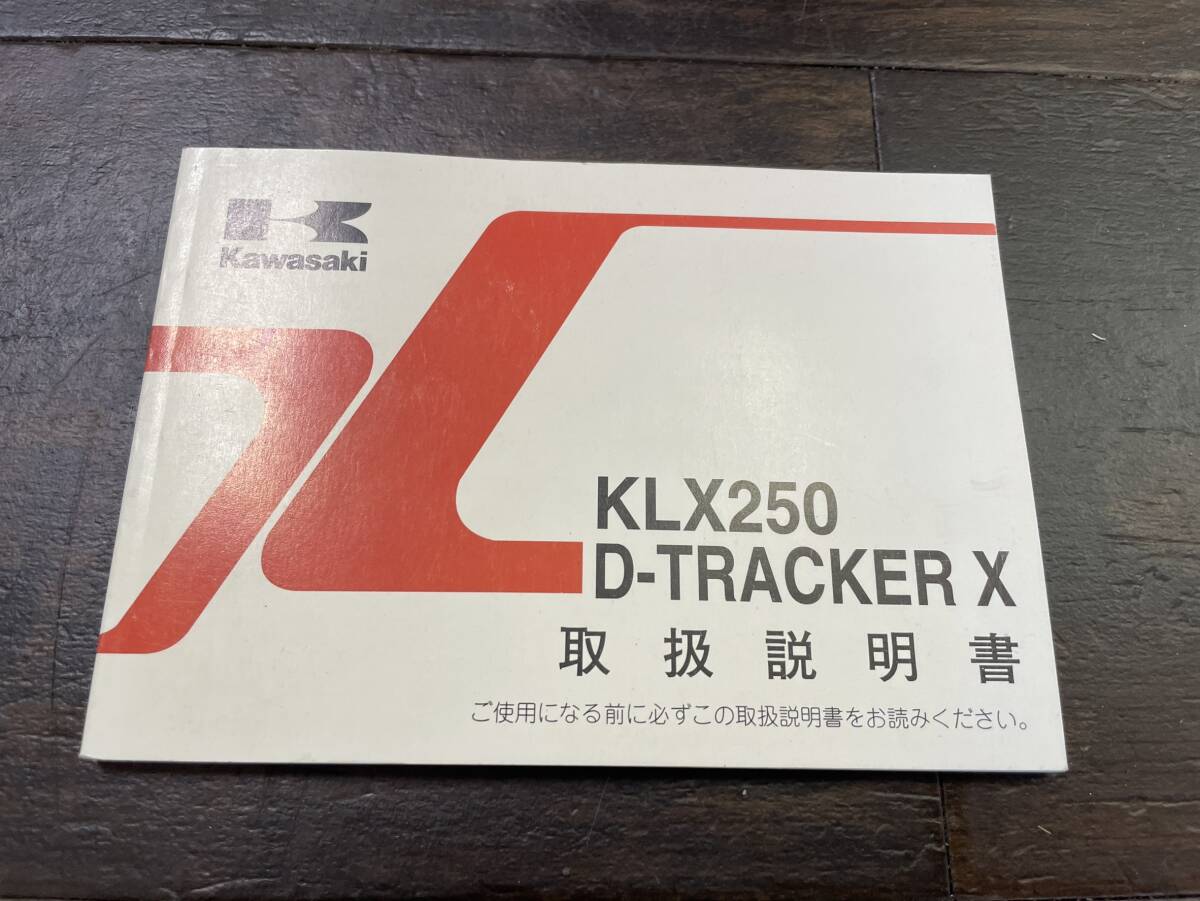 Kawasaki
KLX250
D-TRACKER X
取扱説明書
ご使用になる前に必ずこの取扱説明書をお読みください。